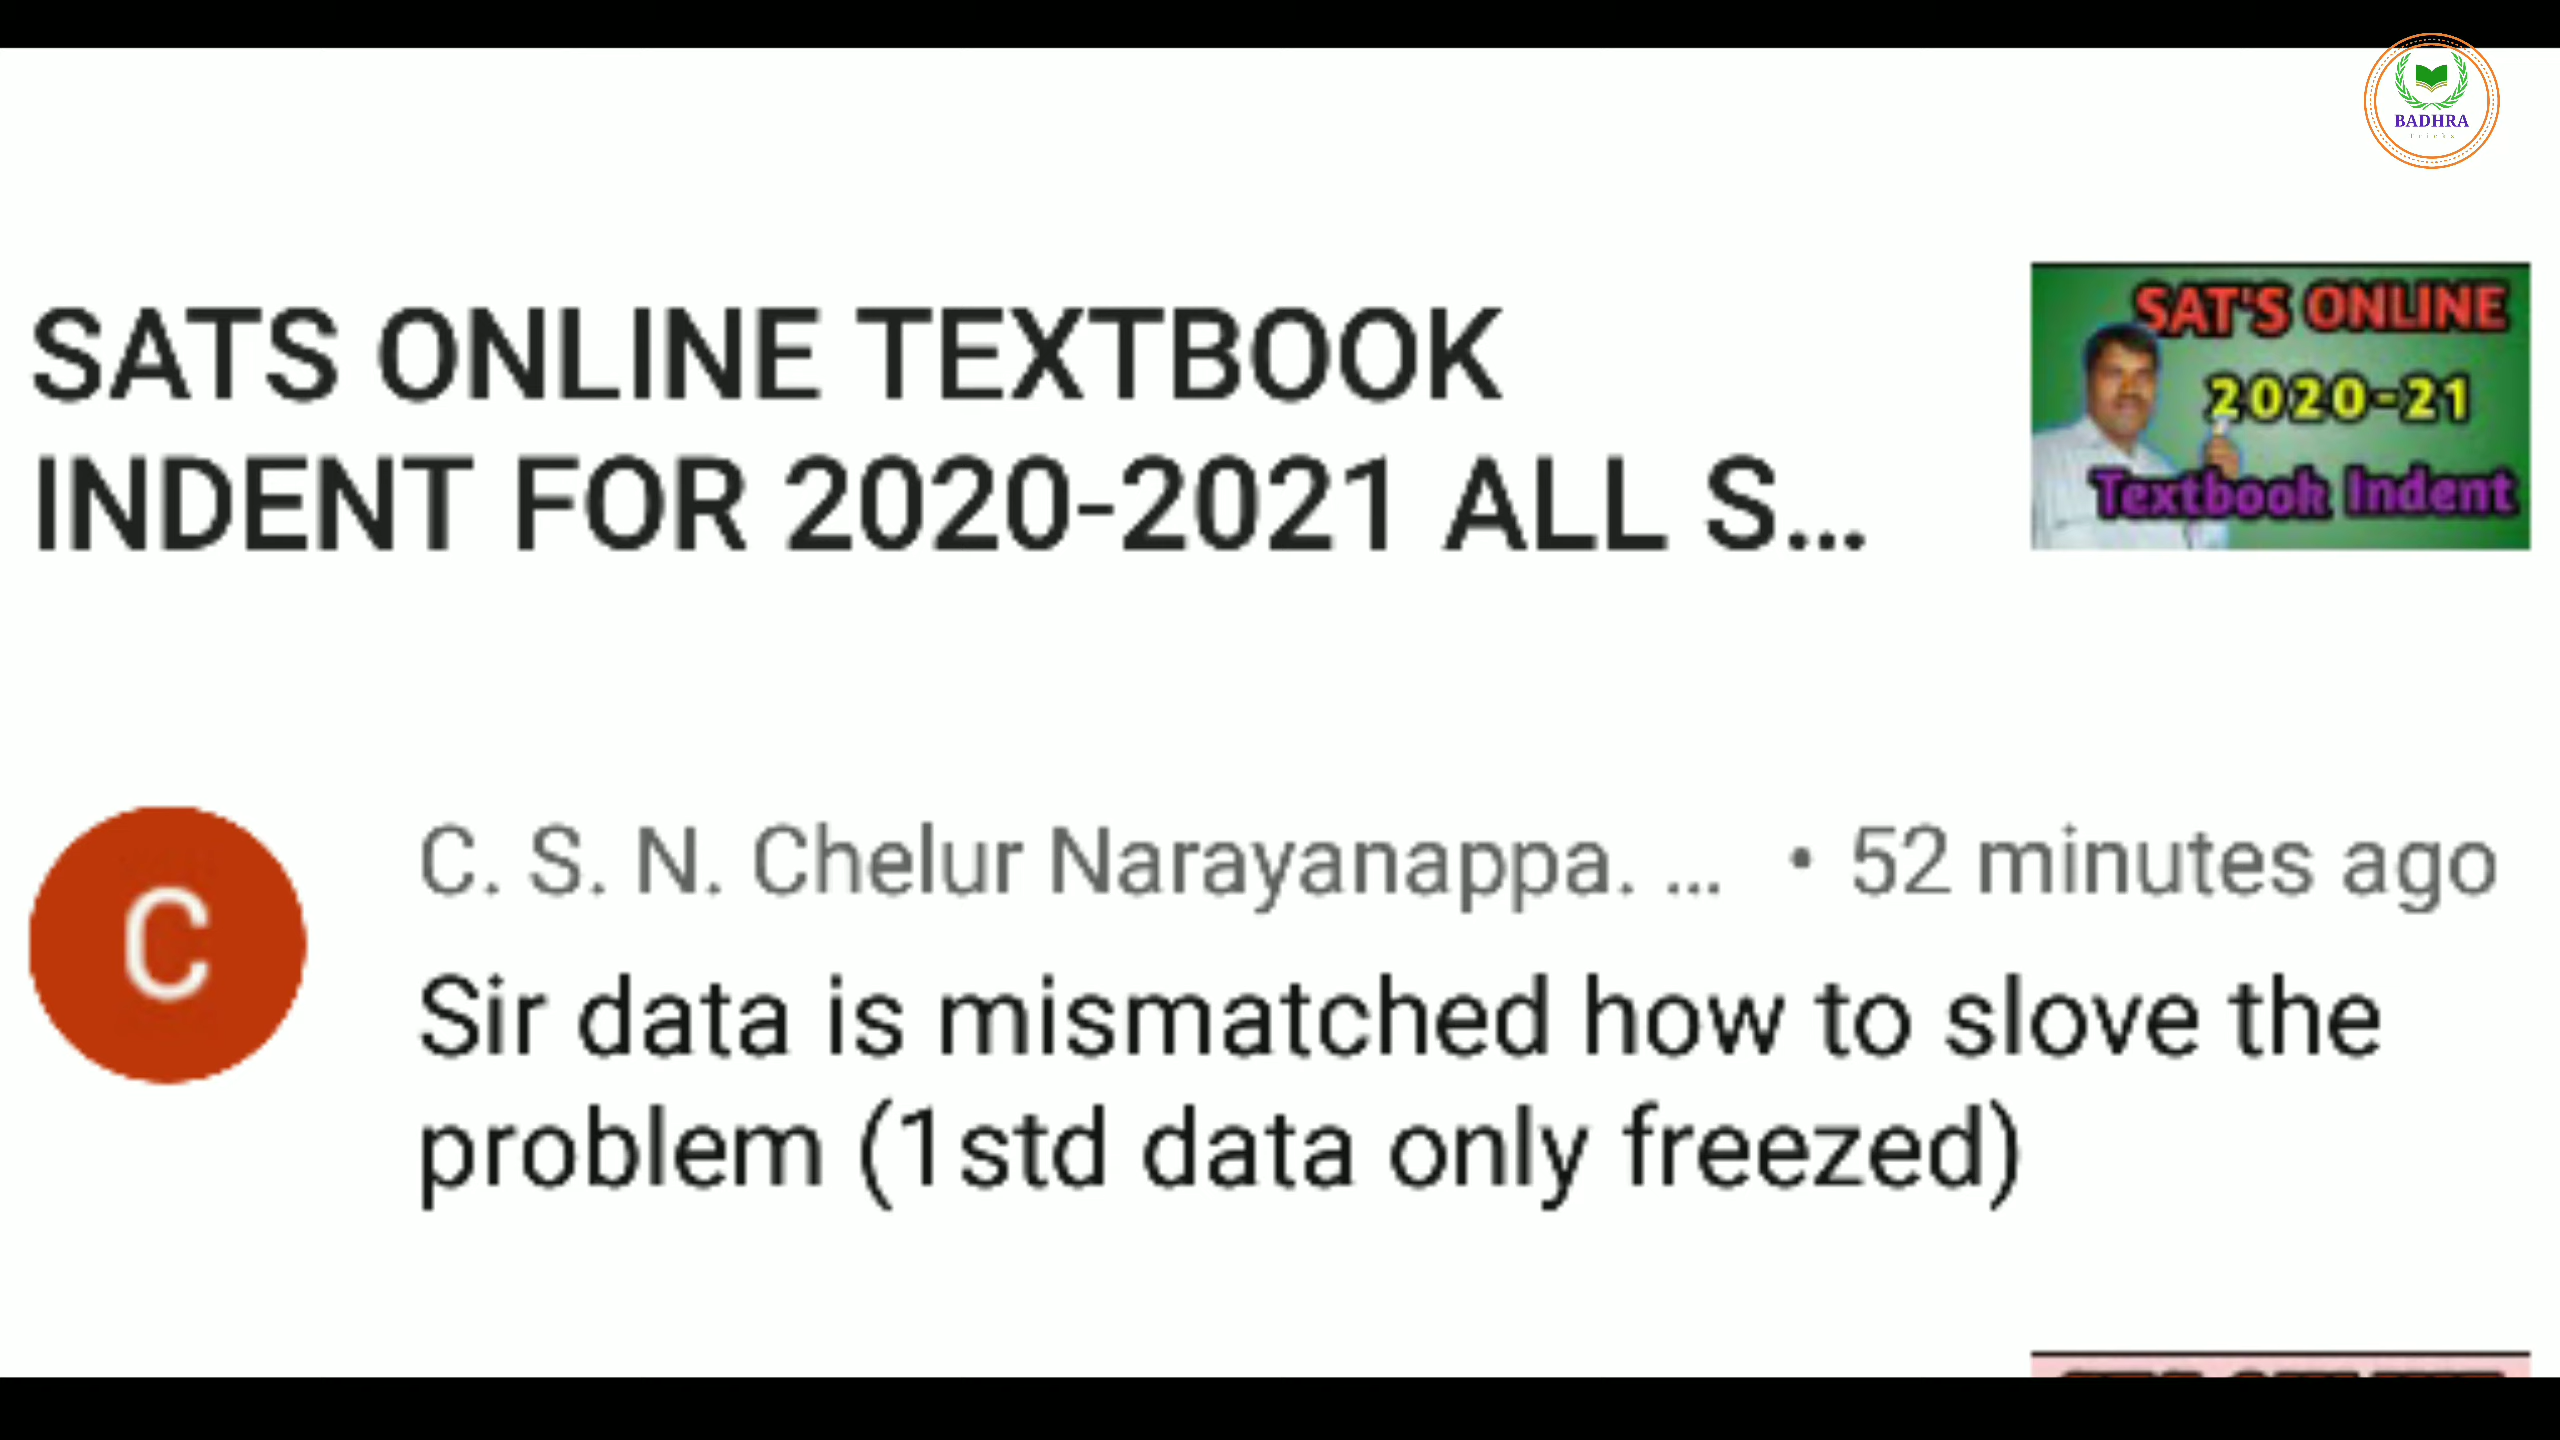 BADHRA
SATS ONLINE TEXTBOOK
INDENT FOR 2020-2021 ALL S...
SAT'S ONLINE
2020-21
Textbook Indent
C
C. S. N. Chelur Narayanappa. ... • 52 minutes ago
Sir data is mismatched how to slove the
problem (1std data only freezed)